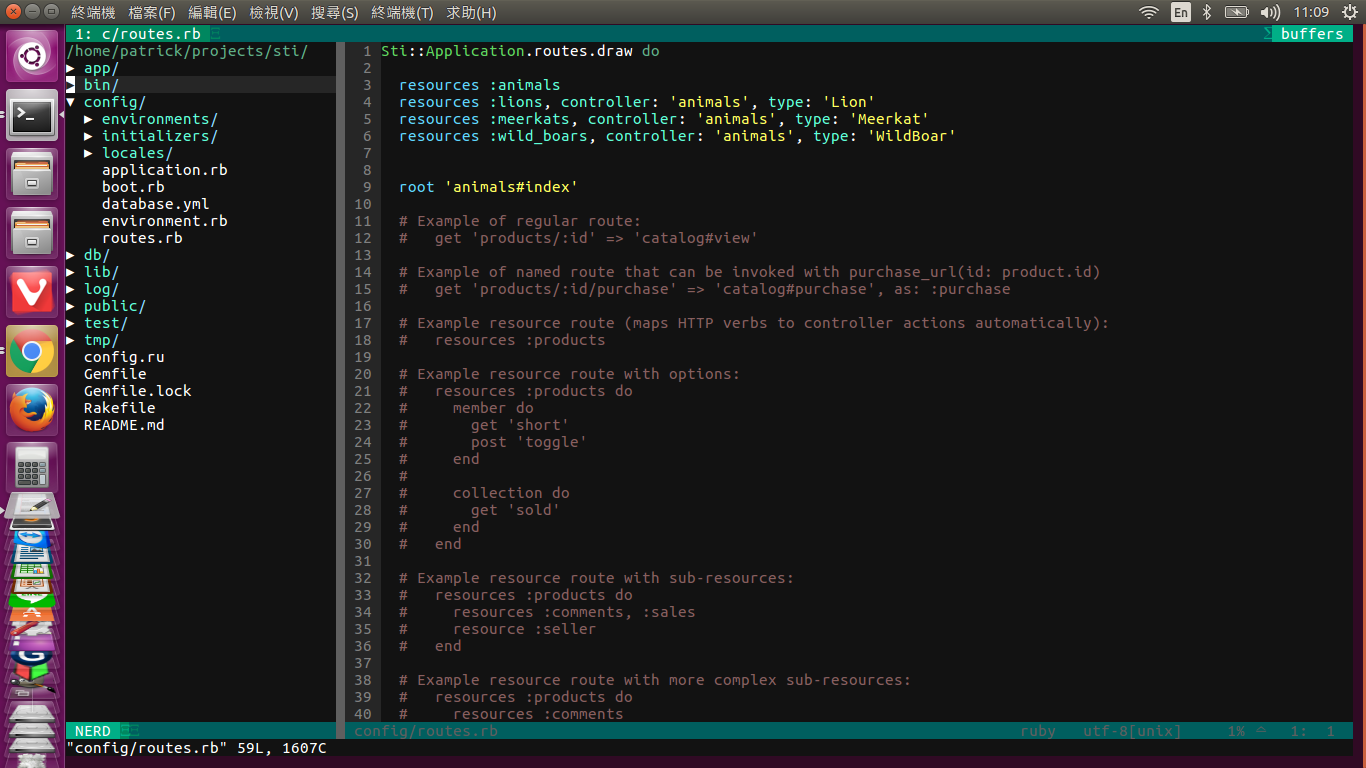 終端機 檔案(F) 編輯(E) 檢視(V) 搜尋(S) 終端機(T) 求助(H)
En
11:09
1: c/routes.rb
buffers
/home/patrick/projects/sti/
▶ app/
▶ bin/
▼ config/
▶ environments/
▶ initializers/
▶ locales/
application.rb
boot.rb
database.yml
environment.rb
routes.rb
▶ db/
▶ lib/
▶ log/
▶ public/
▶ test/
▶ tmp/
config.ru
Gemfile
Gemfile.lock
Rakefile
README.md
1 Sti::Application.routes.draw do
2
3   resources :animals
4   resources :lions, controller: 'animals', type: 'Lion'
5   resources :meerkats, controller: 'animals', type: 'Meerkat'
6   resources :wild_boars, controller: 'animals', type: 'WildBoar'
7
8
9   root 'animals#index'
10
11   # Example of regular route:
12   #   get 'products/:id' => 'catalog#view'
13
14   # Example of named route that can be invoked with purchase_url(id: product.id)
15   #   get 'products/:id/purchase' => 'catalog#purchase', as: :purchase
16
17   # Example resource route (maps HTTP verbs to controller actions automatically):
18   #   resources :products
19
20   # Example resource route with options:
21   #   resources :products do
22   #     member do
23   #       get 'short'
24   #       post 'toggle'
25   #     end
26   #
27   #     collection do
28   #       get 'sold'
29   #     end
30   #   end
31
32   # Example resource route with sub-resources:
33   #   resources :products do
34   #     resources :comments, :sales
35   #     resource :seller
36   #   end
37
38   # Example resource route with more complex sub-resources:
39   #   resources :products do
40   #     resources :comments
NERD
config/routes.rb
ruby utf-8[unix] 1% 1: 1
"config/routes.rb" 59L, 1607C